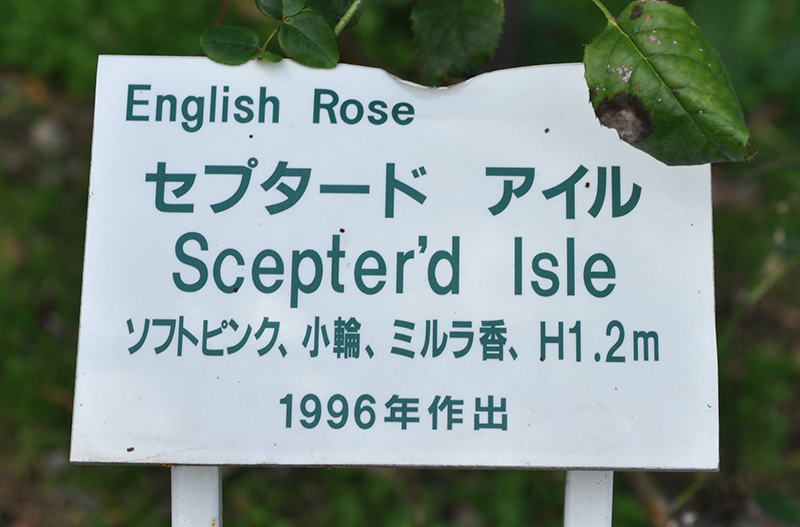 English Rose
セプタード アイル
Scepter'd Isle
ソフトピンク、小輪、ミルラ香、H1.2m
1996年作出